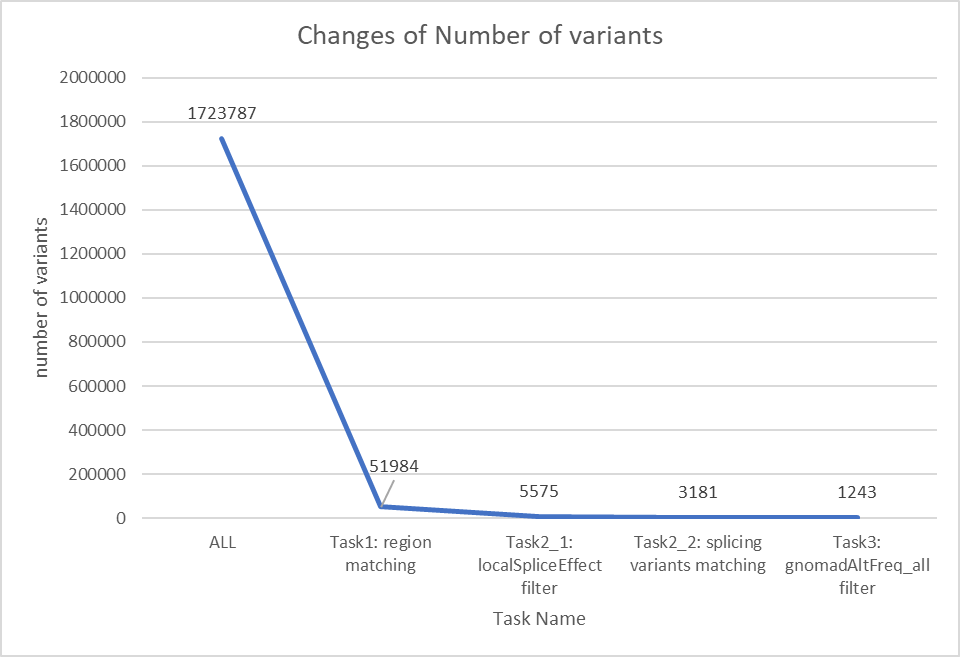 Changes of Number of variants
2000000
1800000
1600000
1400000
1200000
1000000
800000
600000
400000
200000
0
number of variants
1723787
51984
5575
3181
1243
ALL
Task1: region
matching
Task2_1:
localSpliceEffect
filter
Task2_2: splicing
variants matching
Task3:
gnomadAltFreq_all
filter
Task Name